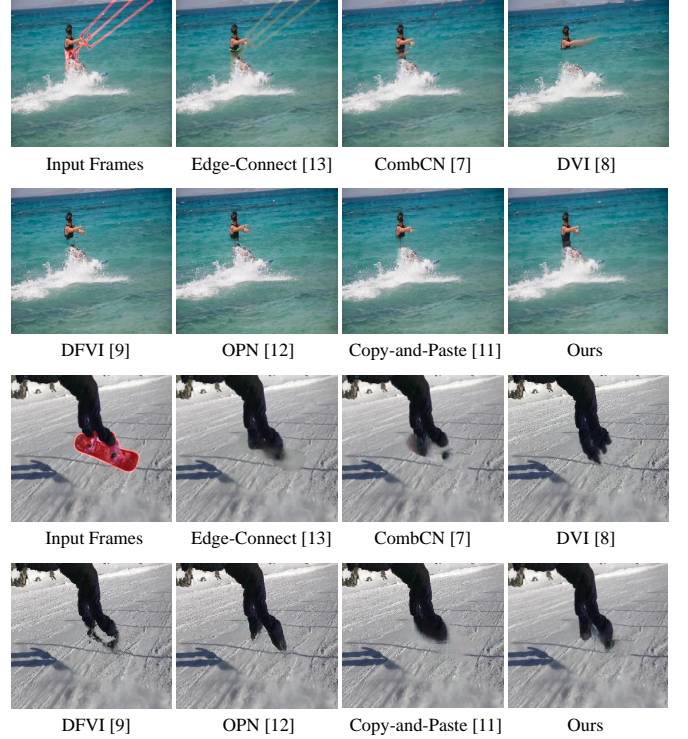 Input Frames Edge-Connect [13] CombCN [7] DVI [8]
DFVI [9] OPN [12] Copy-and-Paste [11] Ours
Input Frames Edge-Connect [13] CombCN [7] DVI [8]
DFVI [9] OPN [12] Copy-and-Paste [11] Ours